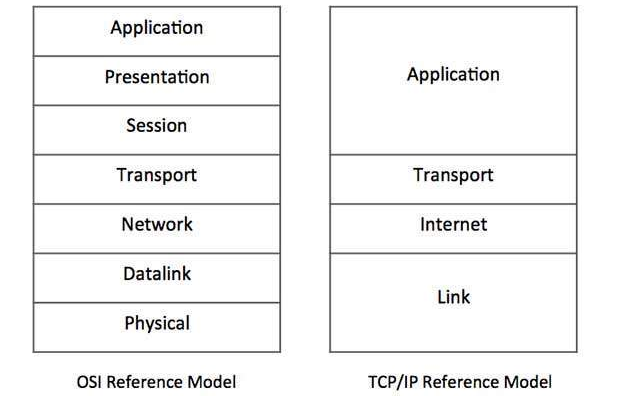 Application
Presentation
Session
Transport
Network
Datalink
Physical
OSI Reference Model
Application
Transport
Internet
Link
TCP/IP Reference Model